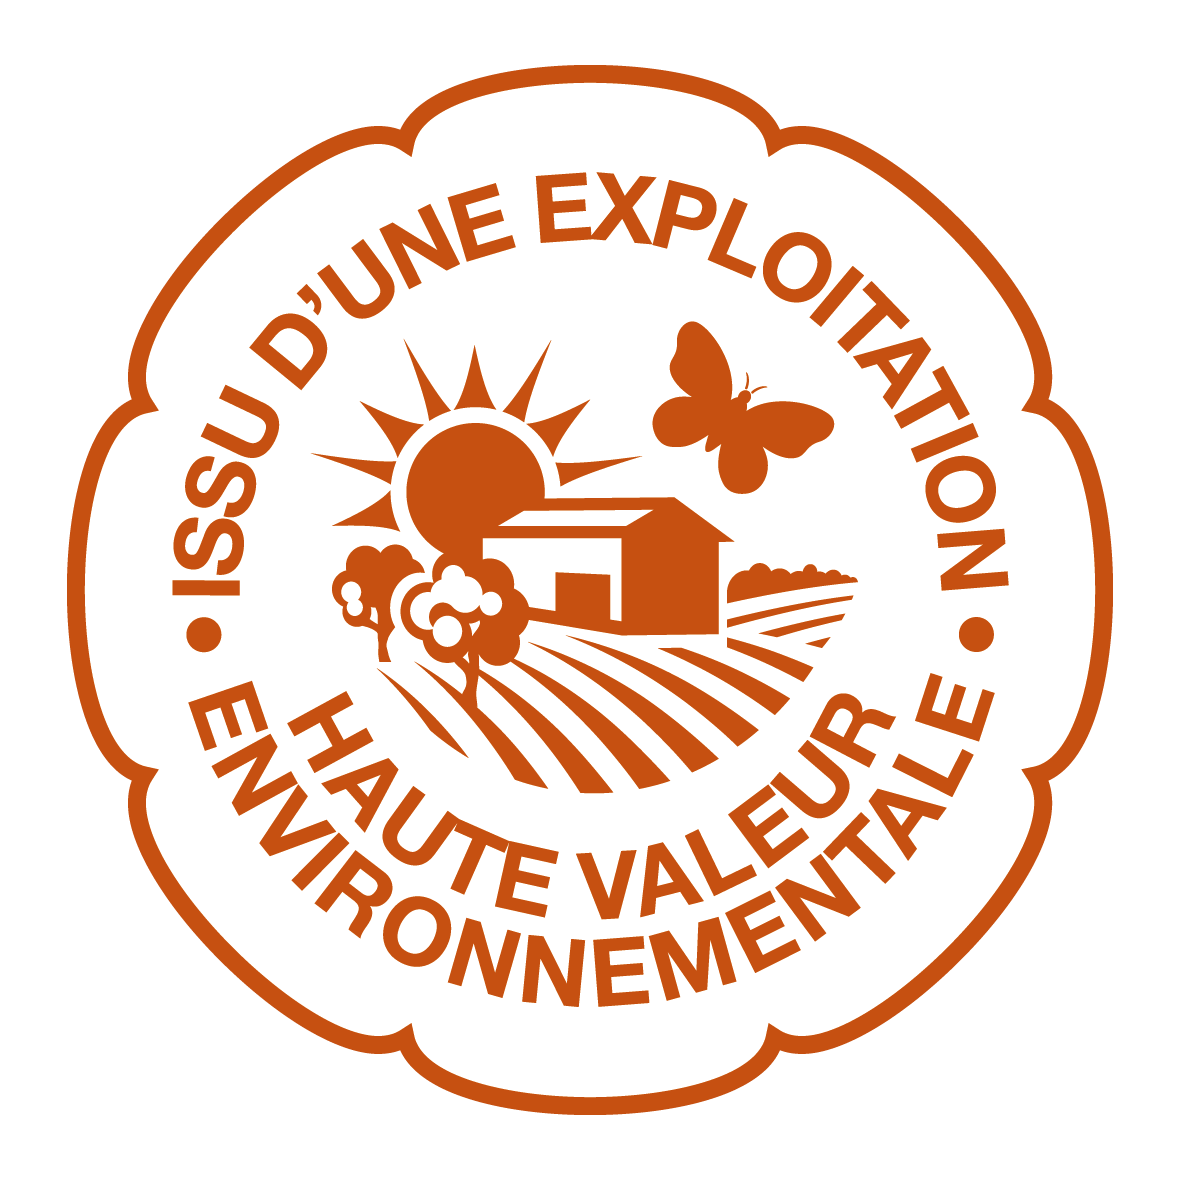 ISSU D’UNE EXPLOITATION
HAUTE VALEUR
ENVIRONNEMENTALE